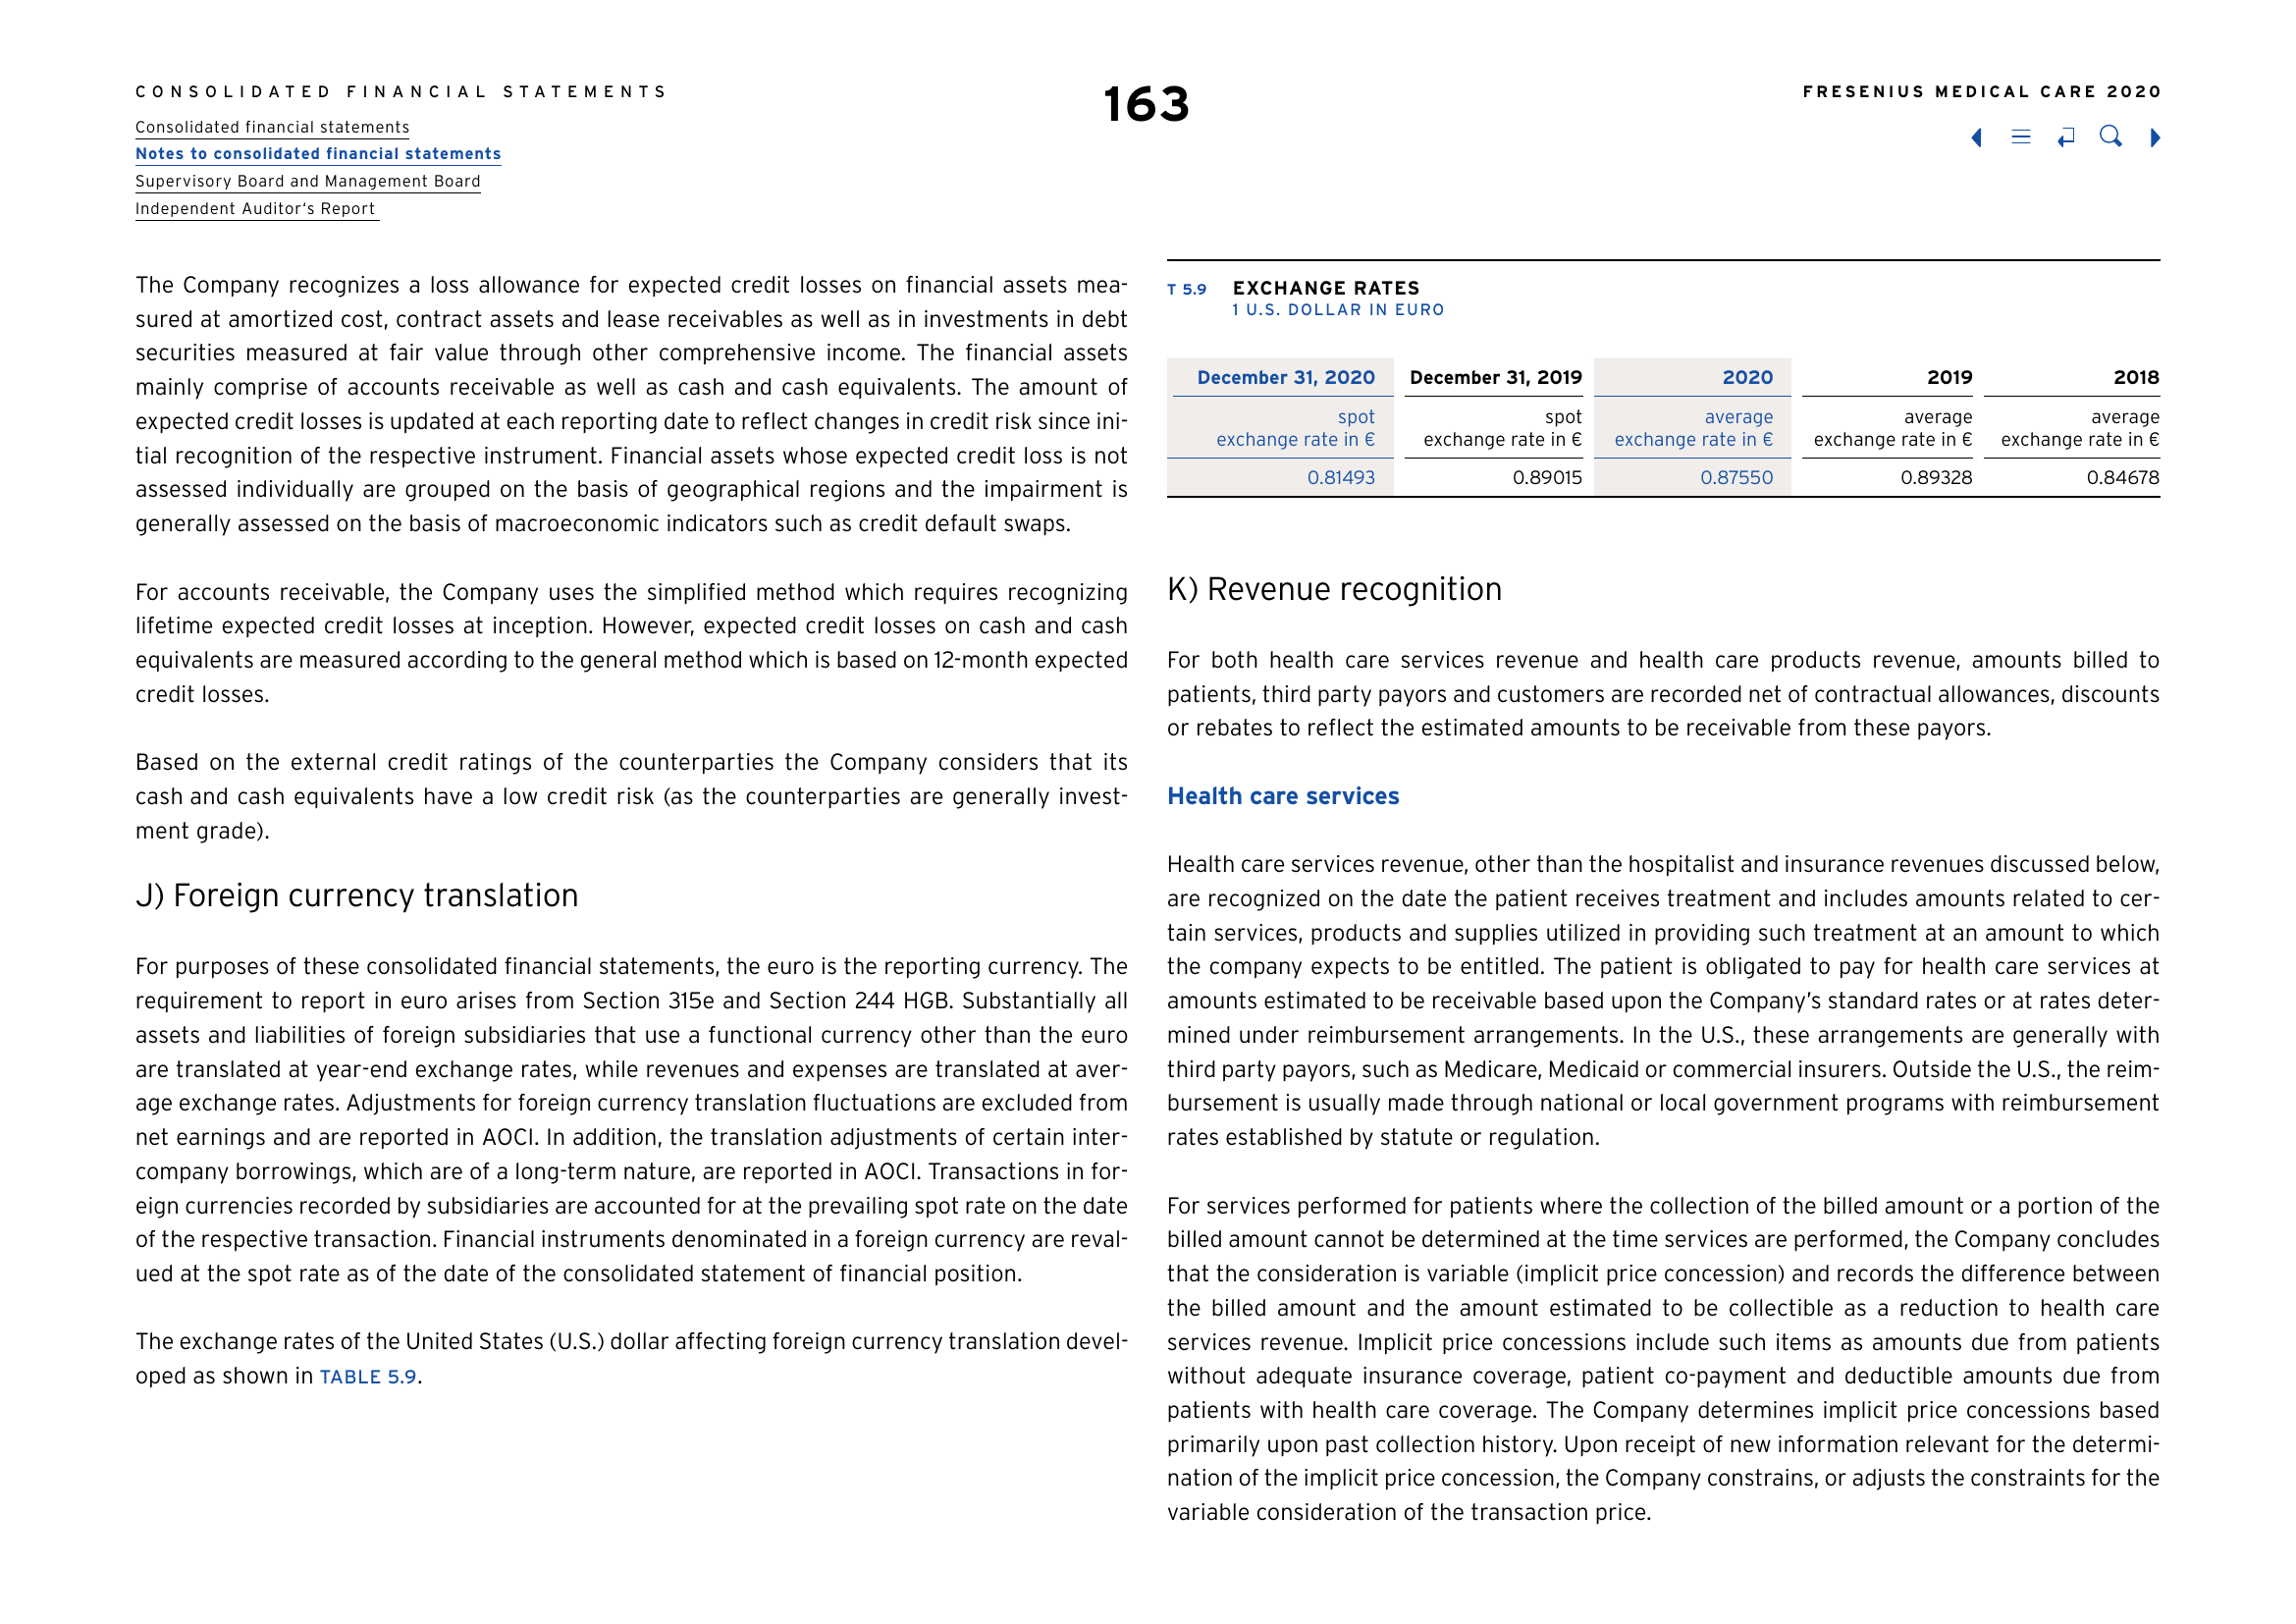 CONSOLIDATED FINANCIAL STATEMENTS
Consolidated financial statements
Notes to consolidated financial statements
Supervisory Board and Management Board
Independent Auditor‘s Report
163
FRESENIUS MEDICAL CARE 2020
The Company recognizes a loss allowance for expected credit losses on financial assets mea-
sured at amortized cost, contract assets and lease receivables as well as in investments in debt
securities measured at fair value through other comprehensive income. The financial assets
mainly comprise of accounts receivable as well as cash and cash equivalents. The amount of
expected credit losses is updated at each reporting date to reflect changes in credit risk since ini-
tial recognition of the respective instrument. Financial assets whose expected credit loss is not
assessed individually are grouped on the basis of geographical regions and the impairment is
generally assessed on the basis of macroeconomic indicators such as credit default swaps.
For accounts receivable, the Company uses the simplified method which requires recognizing
lifetime expected credit losses at inception. However, expected credit losses on cash and cash
equivalents are measured according to the general method which is based on 12-month expected
credit losses.
Based on the external credit ratings of the counterparties the Company considers that its
cash and cash equivalents have a low credit risk (as the counterparties are generally invest-
ment grade).
J) Foreign currency translation
For purposes of these consolidated financial statements, the euro is the reporting currency. The
requirement to report in euro arises from Section 315e and Section 244 HGB. Substantially all
assets and liabilities of foreign subsidiaries that use a functional currency other than the euro
are translated at year-end exchange rates, while revenues and expenses are translated at aver-
age exchange rates. Adjustments for foreign currency translation fluctuations are excluded from
net earnings and are reported in AOCI. In addition, the translation adjustments of certain inter-
company borrowings, which are of a long-term nature, are reported in AOCI. Transactions in for-
eign currencies recorded by subsidiaries are accounted for at the prevailing spot rate on the date
of the respective transaction. Financial instruments denominated in a foreign currency are reval-
ued at the spot rate as of the date of the consolidated statement of financial position.
The exchange rates of the United States (U.S.) dollar affecting foreign currency translation devel-
oped as shown in TABLE 5.9.
T 5.9 EXCHANGE RATES
1 U.S. DOLLAR IN EURO
December 31, 2020 December 31, 2019 2020 2019 2018
spot spot average average average
exchange rate in € exchange rate in € exchange rate in € exchange rate in € exchange rate in €
0.81493 0.89015 0.87550 0.89328 0.84678
K) Revenue recognition
For both health care services revenue and health care products revenue, amounts billed to
patients, third party payors and customers are recorded net of contractual allowances, discounts
or rebates to reflect the estimated amounts to be receivable from these payors.
Health care services
Health care services revenue, other than the hospitalist and insurance revenues discussed below,
are recognized on the date the patient receives treatment and includes amounts related to cer-
tain services, products and supplies utilized in providing such treatment at an amount to which
the company expects to be entitled. The patient is obligated to pay for health care services at
amounts estimated to be receivable based upon the Company’s standard rates or at rates deter-
mined under reimbursement arrangements. In the U.S., these arrangements are generally with
third party payors, such as Medicare, Medicaid or commercial insurers. Outside the U.S., the reim-
bursement is usually made through national or local government programs with reimbursement
rates established by statute or regulation.
For services performed for patients where the collection of the billed amount or a portion of the
billed amount cannot be determined at the time services are performed, the Company concludes
that the consideration is variable (implicit price concession) and records the difference between
the billed amount and the amount estimated to be collectible as a reduction to health care
services revenue. Implicit price concessions include such items as amounts due from patients
without adequate insurance coverage, patient co-payment and deductible amounts due from
patients with health care coverage. The Company determines implicit price concessions based
primarily upon past collection history. Upon receipt of new information relevant for the determi-
nation of the implicit price concession, the Company constrains, or adjusts the constraints for the
variable consideration of the transaction price.